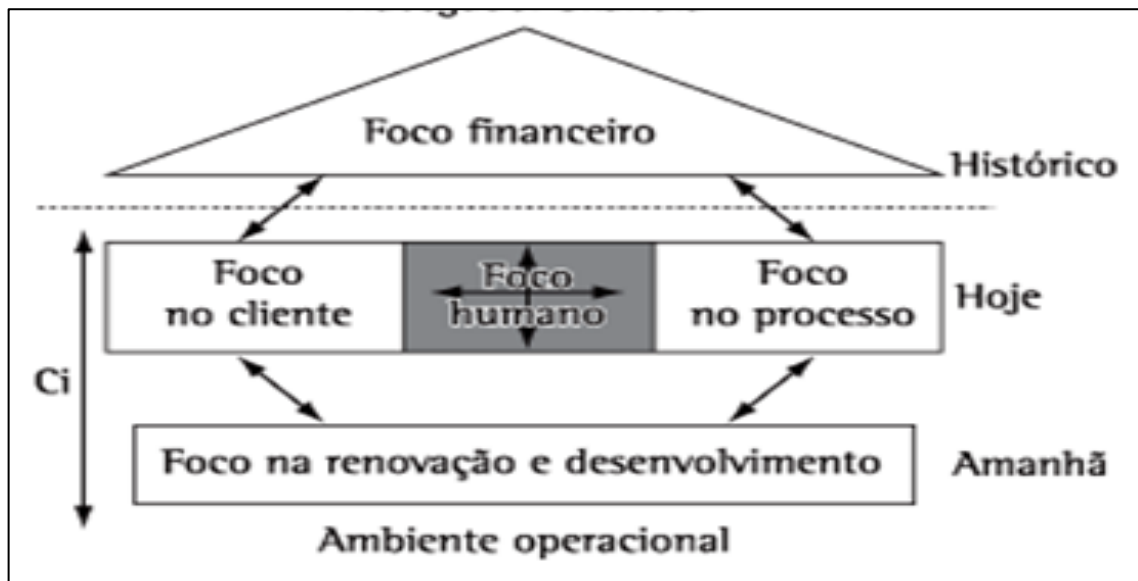 Foco financeiro
Histórico
Foco
no cliente
Foco
humano
Foco
no processo
Hoje
Ci
Foco na renovação e desenvolvimento
Amanhã
Ambiente operacional